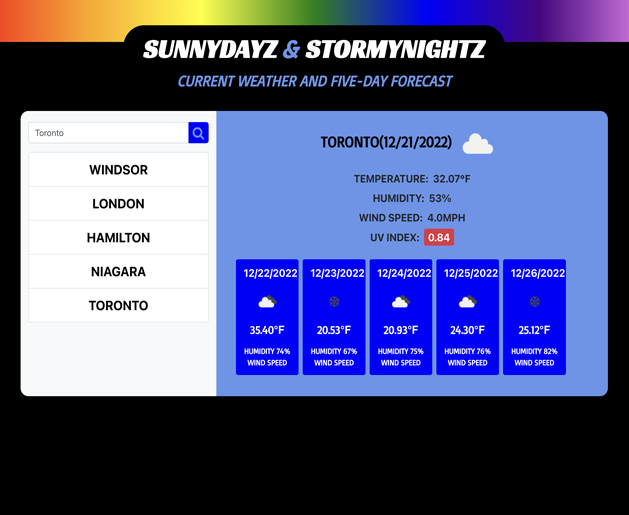 SUNNYDAYZ & STORMYNIGHTZ
CURRENT WEATHER AND FIVE-DAY FORECAST
Toronto
WINDSOR
LONDON
HAMILTON
NIAGARA
TORONTO
TORONTO(12/21/2022)
TEMPERATURE: 32.07°F
HUMIDITY: 53%
WIND SPEED: 4.0MPH
UV INDEX: 0.84
12/22/2022
35.40°F
HUMIDITY 74%
WIND SPEED
12/23/2022
20.53°F
HUMIDITY 67%
WIND SPEED
12/24/2022
20.93°F
HUMIDITY 75%
WIND SPEED
12/25/2022
24.30°F
HUMIDITY 76%
WIND SPEED
12/26/2022
25.12°F
HUMIDITY 82%
WIND SPEED